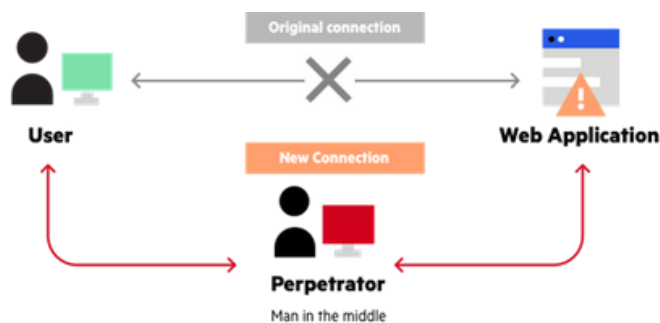 Original connection
User
Web Application
New Connection
Perpetrator
Man in the middle